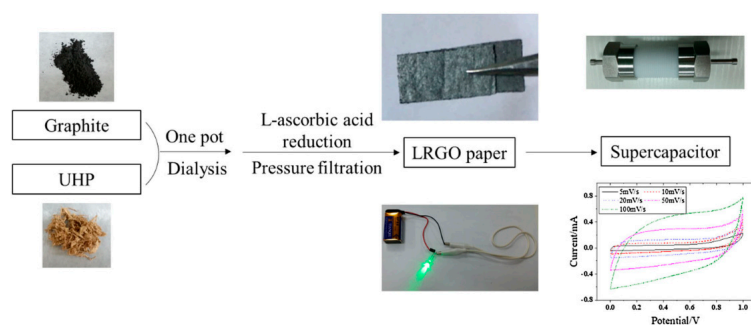 Graphite
UHP
One pot
Dialysis
L-ascorbic acid
reduction
Pressure filtration
LRGO paper
Supercapacitor
5mV/s
10mV/s
20mV/s
50mV/s
100mV/s
Current/mA
0.8
0.4
0.0
-0.4
-0.8
0.0
0.2
0.4
0.6
0.8
1.0
Potential/V